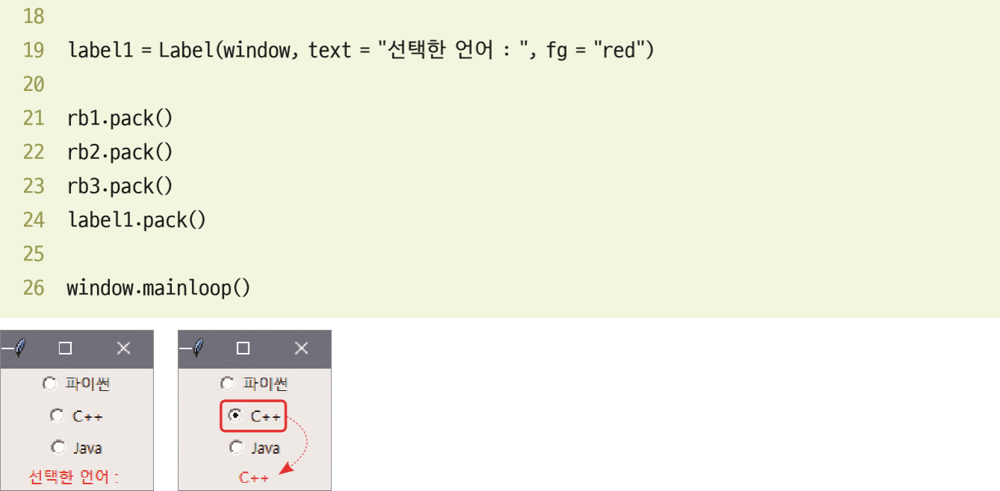 18
19 label1 = Label(window, text = "선택한 언어 : ", fg = "red")
20
21 rb1.pack()
22 rb2.pack()
23 rb3.pack()
24 label1.pack()
25
26 window.mainloop()
파이썬 파이썬
C++ C++
Java Java
선택한 언어 : C++